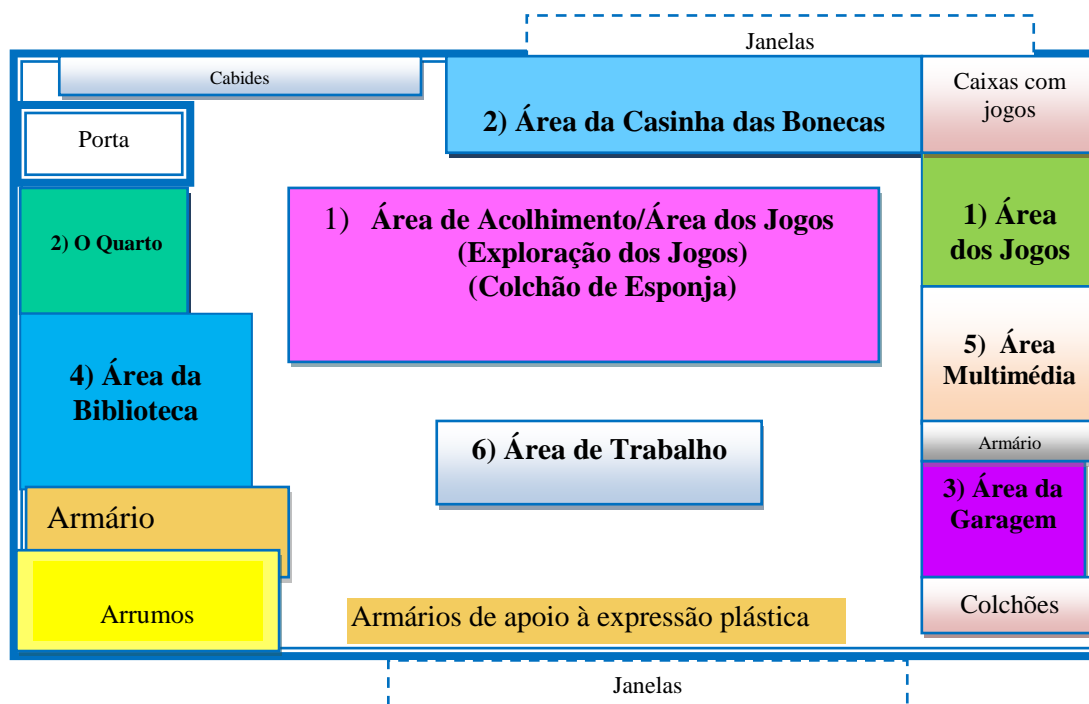 Janelas
Cabides
Caixas com
jogos
2) Área da Casinha das Bonecas
Porta
1) Área de Acolhimento/Área dos Jogos
(Exploração dos Jogos)
(Colchão de Esponja)
1) Área
dos Jogos
2) O Quarto
5) Área
Multimédia
4) Área da
Biblioteca
6) Área de Trabalho
Armário
3) Área da
Garagem
Armário
Colchões
Arrumos
Armários de apoio à expressão plástica
Janelas